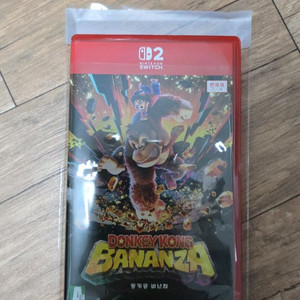 2
NINTENDO
SWITCH
DONKEY KONG
BANANZA
동키콩 바난자